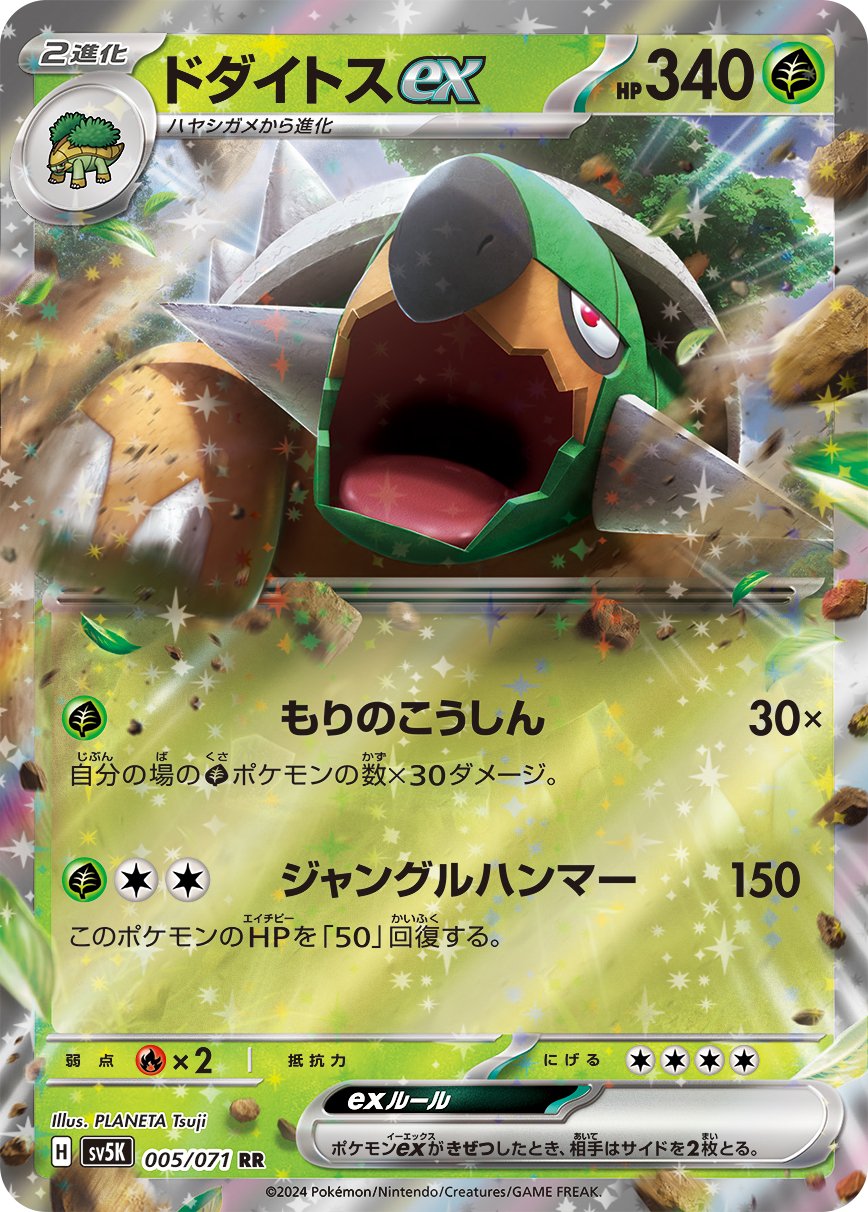 2進化 ドダイトスex HP340
ハヤシガメから進化
もりのこうしん 30×
自分の場のポケモンの数×30ダメージ。
ジャングルハンマー 150
このポケモンのHPを「50」回復する。
弱点 ×2 抵抗力 にげる
exルール
ポケモンexがきぜつしたとき、相手はサイドを2枚とる。
Illus. PLANETA Tsuji
H sv5K 005/071 RR
©2024 Pokémon/Nintendo/Creatures/GAME FREAK.